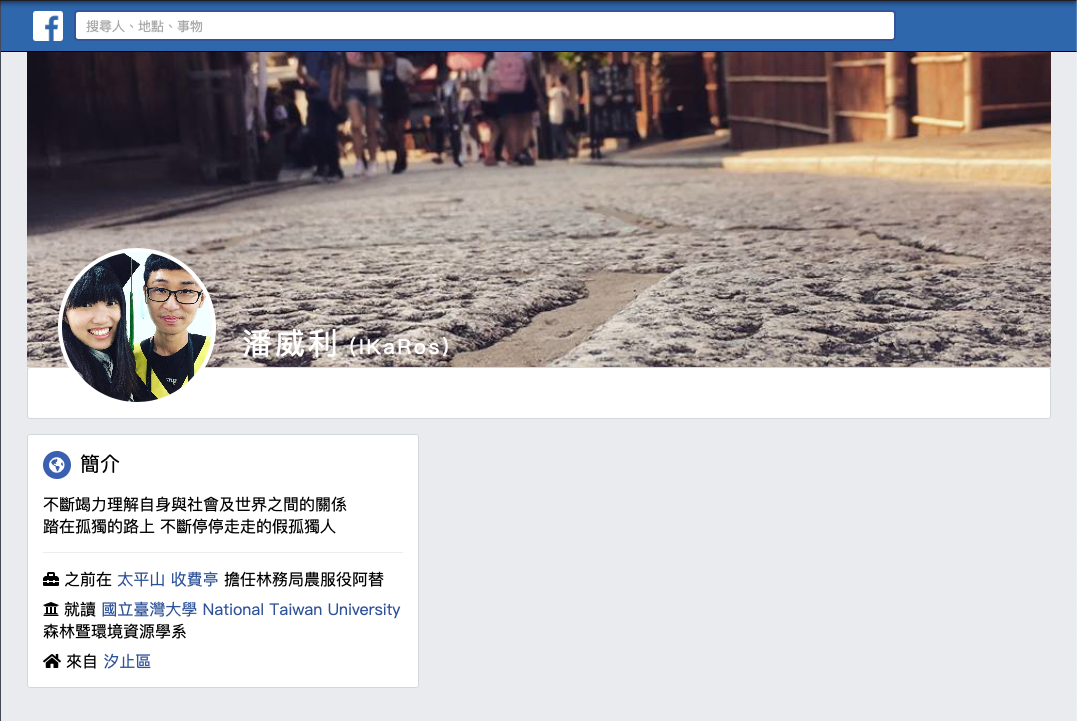 搜尋人、地點、事物
潘威利 (iKaRos)
簡介
不斷竭力理解自身與社會及世界之間的關係
踏在孤獨的路上 不斷停停走走的假孤獨人
之前在 太平山 收費亭 擔任林務局農服役阿替
就讀 國立臺灣大學 National Taiwan University
森林暨環境資源學系
來自 汐止區